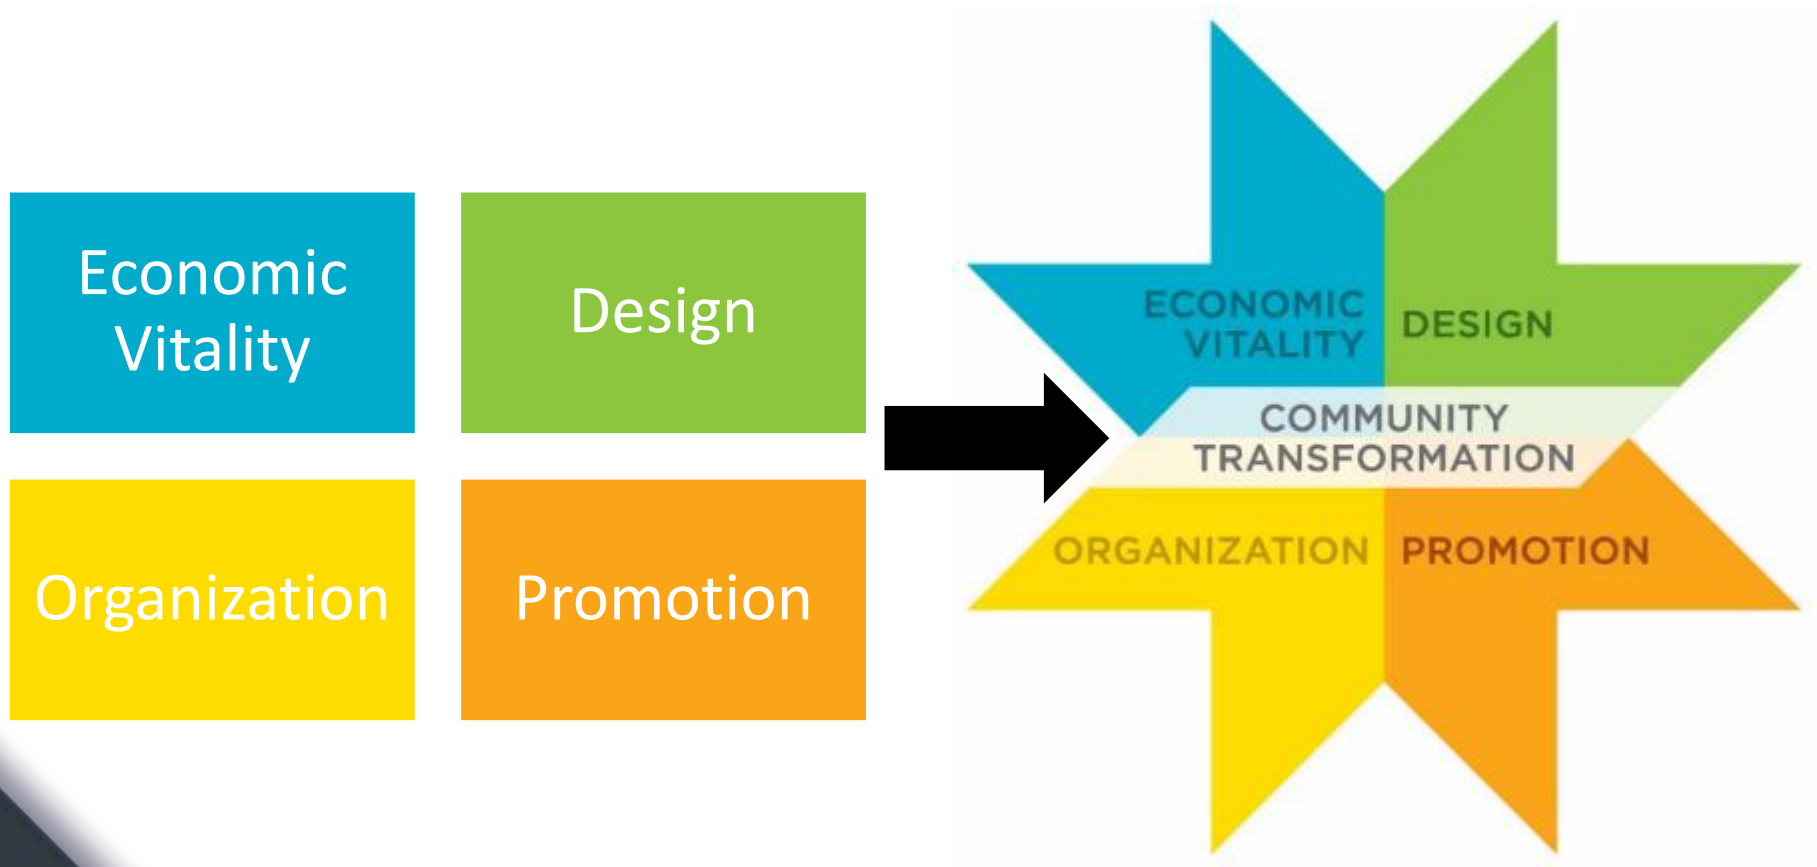 Economic
Vitality
Design
Organization
Promotion
ECONOMIC
VITALITY
DESIGN
COMMUNITY
TRANSFORMATION
ORGANIZATION
PROMOTION